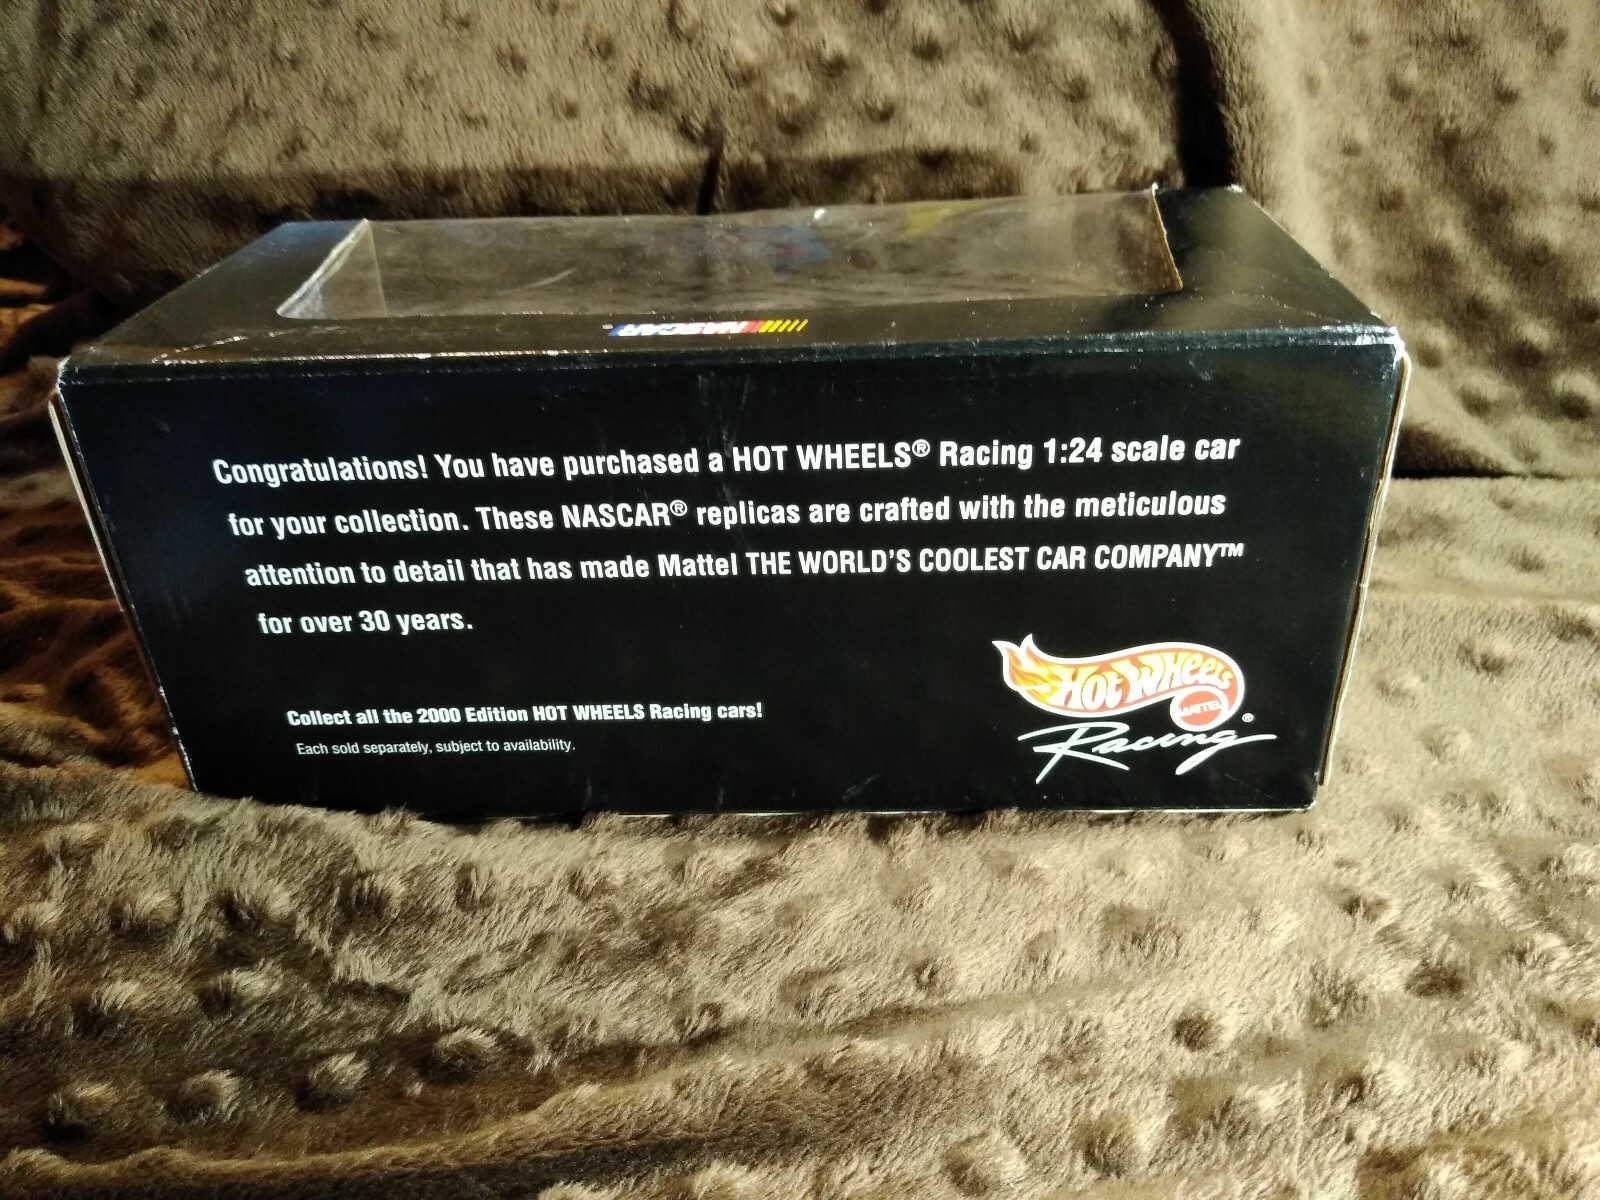 NASCAR
Congratulations! You have purchased a HOT WHEELS® Racing 1:24 scale car
for your collection. These NASCAR® replicas are crafted with the meticulous
attention to detail that has made Mattel THE WORLD'S COOLEST CAR COMPANY™
for over 30 years.
Collect all the 2000 Edition HOT WHEELS Racing cars!
Each sold separately, subject to availability.
Hot Wheels
MATTEL
®
Racing